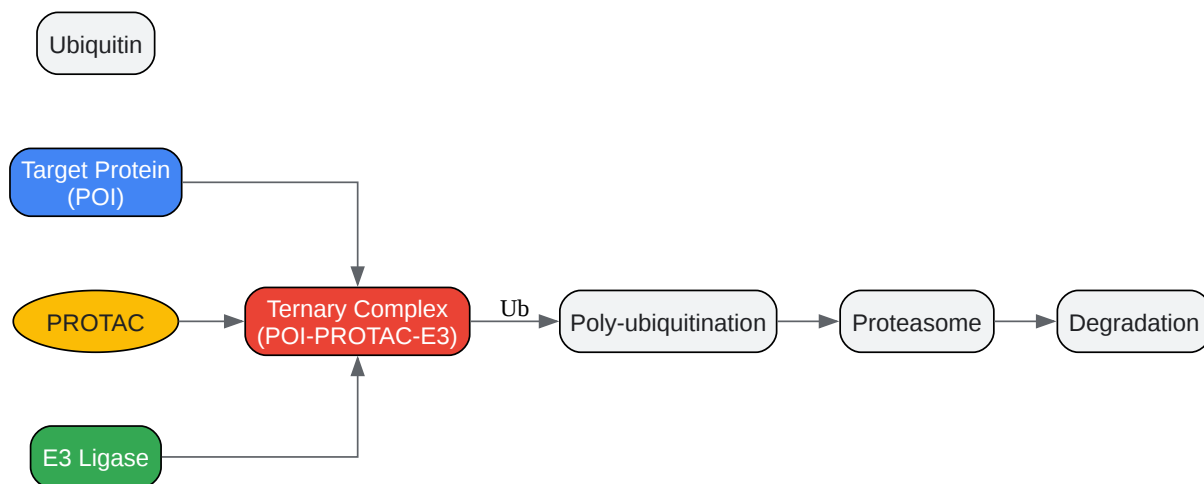 Ubiquitin
Target Protein
(POI)
PROTAC
Ternary Complex
(POI-PROTAC-E3)
Ub
Poly-ubiquitination
Proteasome
Degradation
E3 Ligase